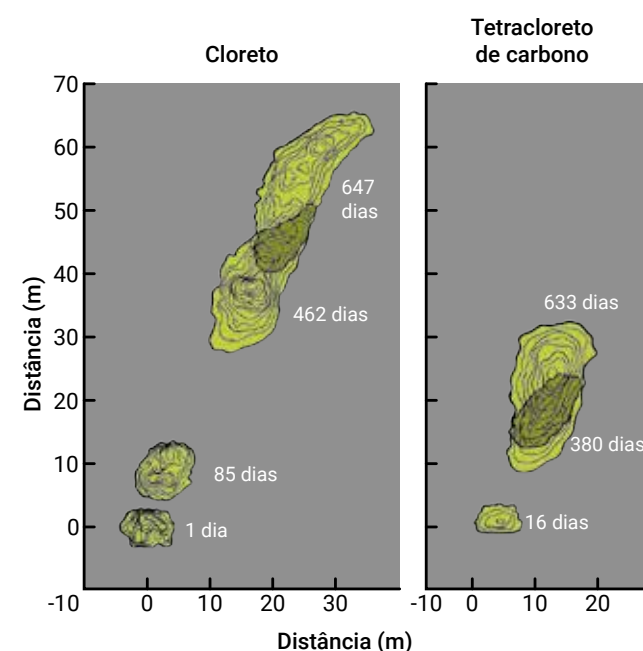 Cloreto
Tetracloreto
de carbono
Distância (m)
70
60
50
40
30
20
10
0
647
dias
462 dias
85 dias
1 dia
633 dias
380 dias
16 dias
-10 0 10 20 30
-10 0 10 20
Distância (m)